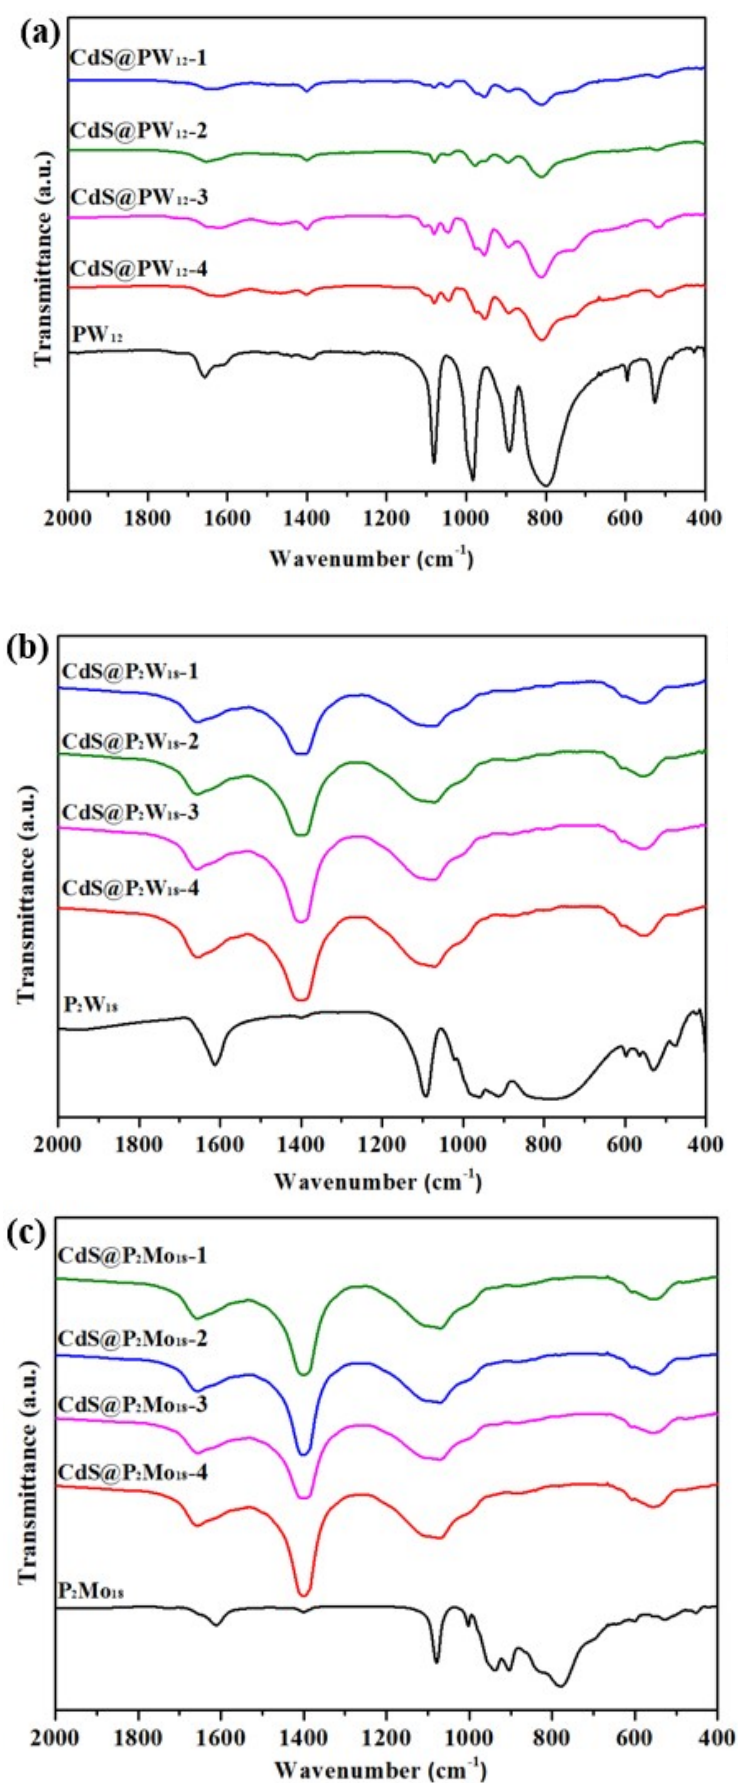 (a)
CdS@PW₁₂-1
CdS@PW₁₂-2
CdS@PW₁₂-3
CdS@PW₁₂-4
PW₁₂
Transmittance (a.u.)
2000 1800 1600 1400 1200 1000 800 600 400
Wavenumber (cm⁻¹)
(b)
CdS@P₂W₁₈-1
CdS@P₂W₁₈-2
CdS@P₂W₁₈-3
CdS@P₂W₁₈-4
P₂W₁₈
Transmittance (a.u.)
2000 1800 1600 1400 1200 1000 800 600 400
Wavenumber (cm⁻¹)
(c)
CdS@P₂Mo₁₈-1
CdS@P₂Mo₁₈-2
CdS@P₂Mo₁₈-3
CdS@P₂Mo₁₈-4
P₂Mo₁₈
Transmittance (a.u.)
2000 1800 1600 1400 1200 1000 800 600 400
Wavenumber (cm⁻¹)